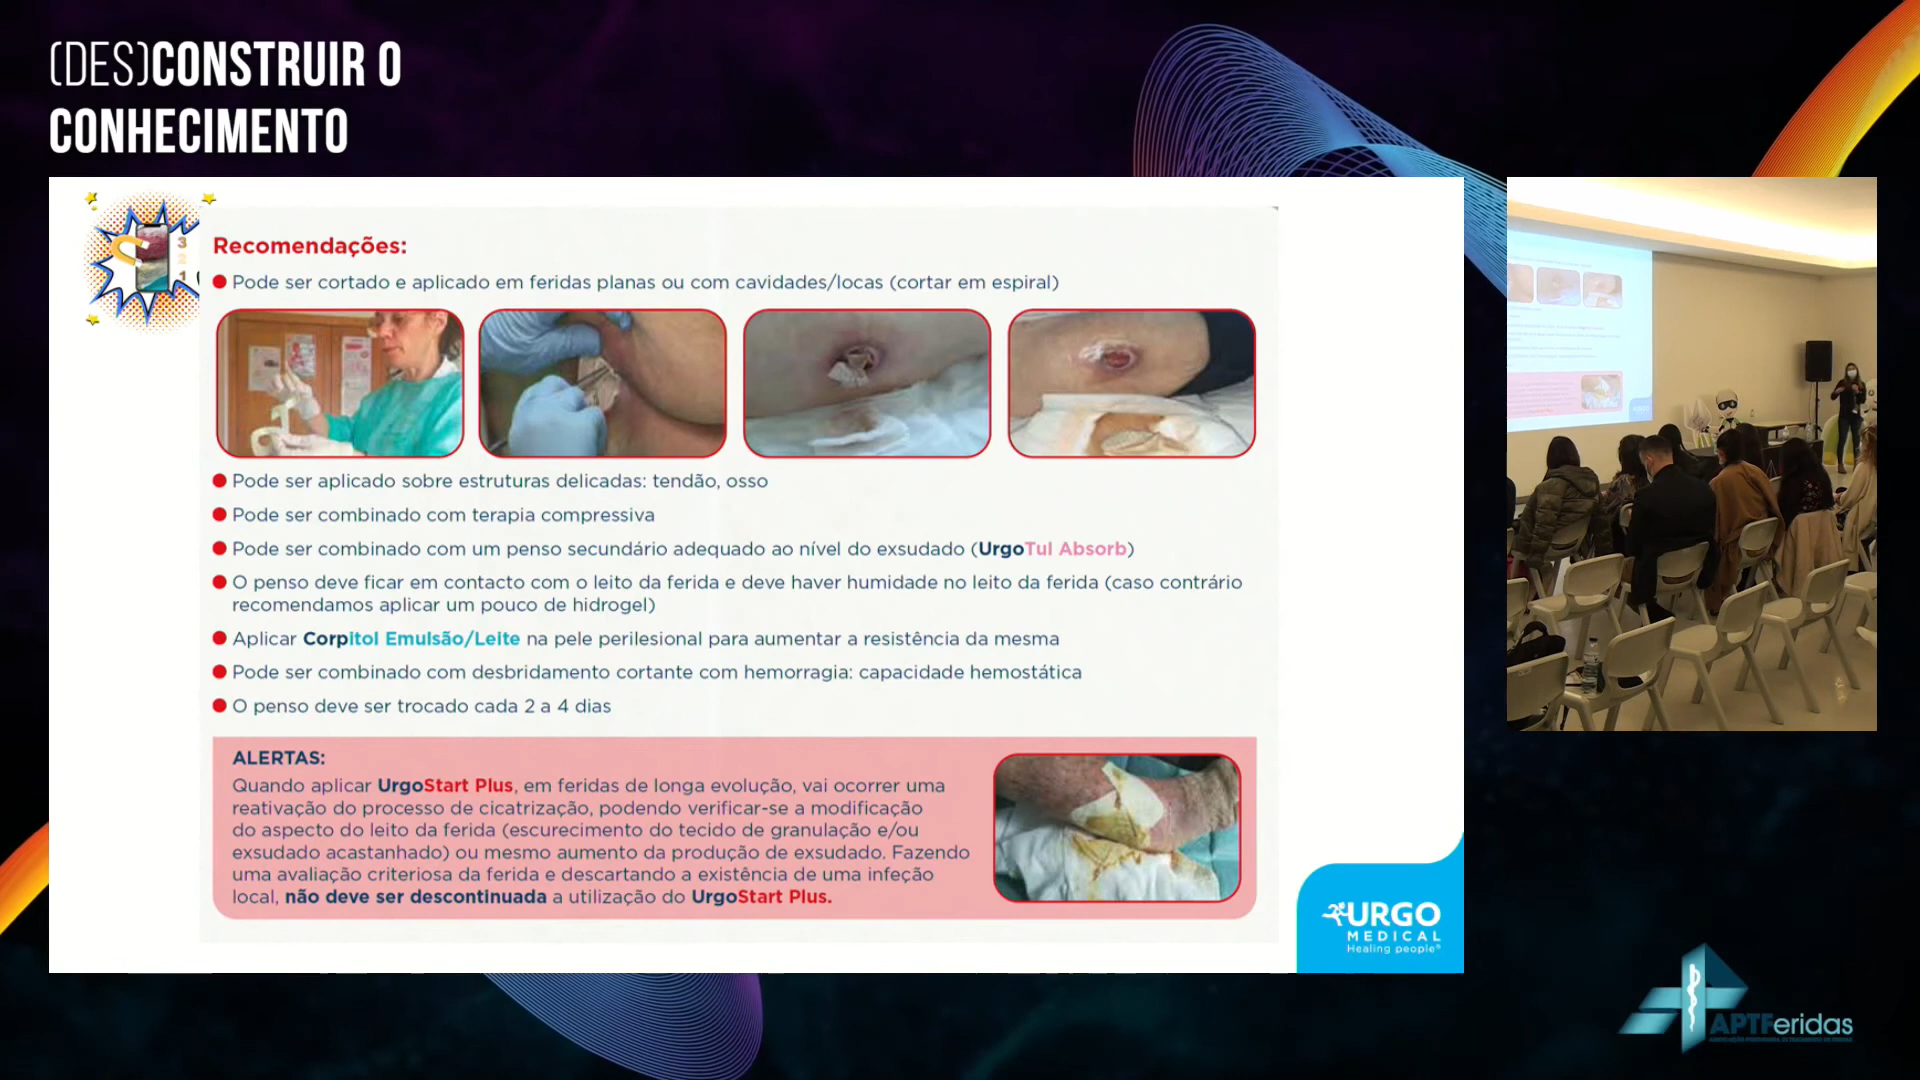 (DES)CONSTRUIR O
CONHECIMENTO
3
2
1
Recomendações:
Pode ser cortado e aplicado em feridas planas ou com cavidades/locas (cortar em espiral)
Pode ser aplicado sobre estruturas delicadas: tendão, osso
Pode ser combinado com terapia compressiva
Pode ser combinado com um penso secundário adequado ao nível do exsudado (UrgoTul Absorb)
O penso deve ficar em contacto com o leito da ferida e deve haver humidade no leito da ferida (caso contrário
recomendamos aplicar um pouco de hidrogel)
Aplicar Corpitol Emulsão/Leite na pele perilesional para aumentar a resistência da mesma
Pode ser combinado com desbridamento cortante com hemorragia: capacidade hemostática
O penso deve ser trocado cada 2 a 4 dias
ALERTAS:
Quando aplicar UrgoStart Plus, em feridas de longa evolução, vai ocorrer uma
reativação do processo de cicatrização, podendo verificar-se a modificação
do aspecto do leito da ferida (escurecimento do tecido de granulação e/ou
exsudado acastanhado) ou mesmo aumento da produção de exsudado. Fazendo
uma avaliação criteriosa da ferida e descartando a existência de uma infeção
local, não deve ser descontinuada a utilização do UrgoStart Plus.
URGO
MEDICAL
Healing people®
APTFeridas